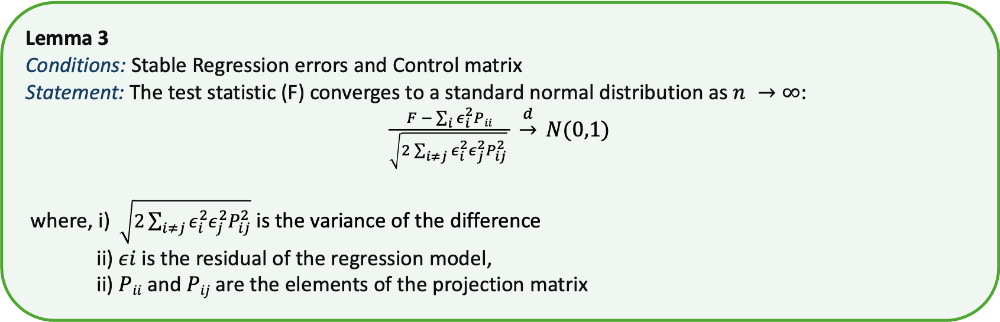 Lemma 3
Conditions: Stable Regression errors and Control matrix
Statement: The test statistic (F) converges to a standard normal distribution as n → ∞:
\frac{F - \sum_i \epsilon_i^2 P_{ii}}{\sqrt{2 \sum_{i \neq j} \epsilon_i^2 \epsilon_j^2 P_{ij}^2}} \xrightarrow{d} N(0,1)
where, i) \sqrt{2 \sum_{i \neq j} \epsilon_i^2 \epsilon_j^2 P_{ij}^2} is the variance of the difference
ii) ϵi is the residual of the regression model,
ii) P_{ii} and P_{ij} are the elements of the projection matrix